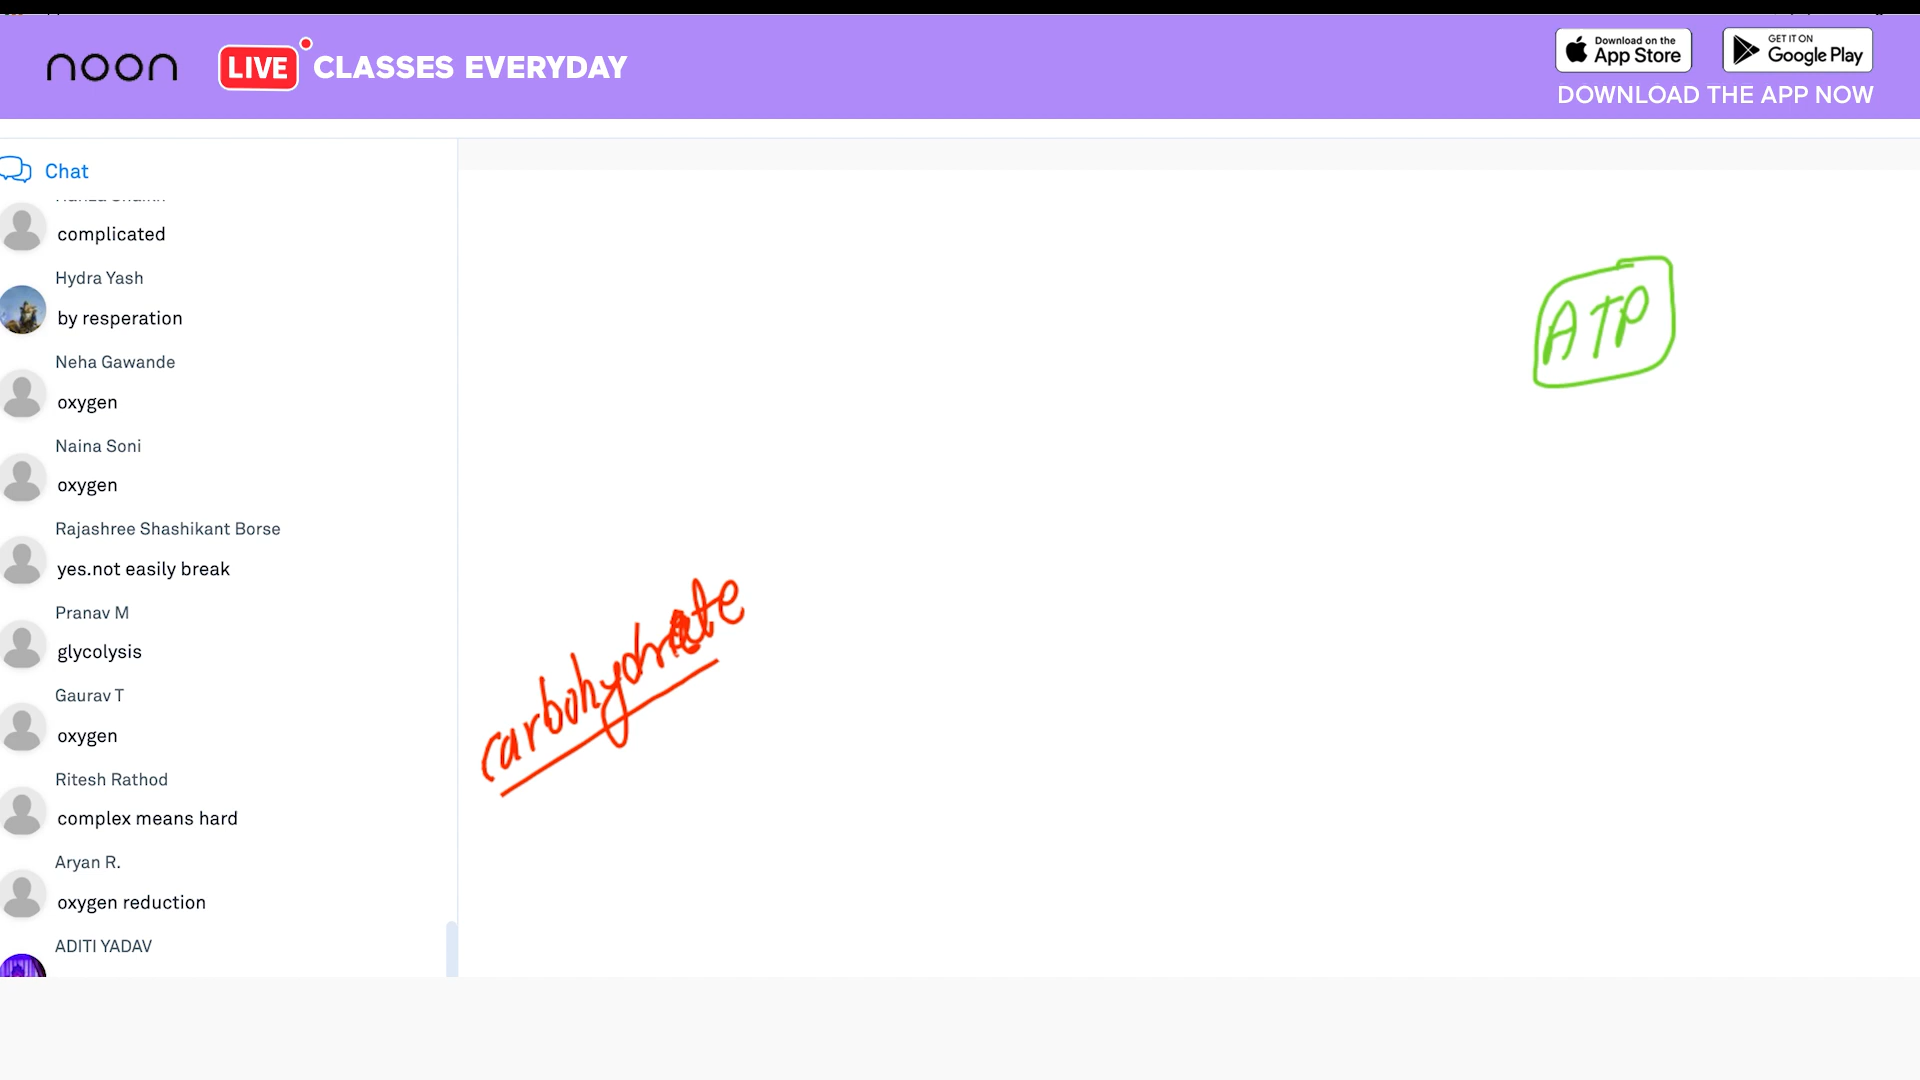 noon
LIVE CLASSES EVERYDAY
Download on the
App Store
GET IT ON
Google Play
DOWNLOAD THE APP NOW
Chat
complicated
Hydra Yash
by resperation
Neha Gawande
oxygen
Naina Soni
oxygen
Rajashree Shashikant Borse
yes.not easily break
Pranav M
glycolysis
Gaurav T
oxygen
Ritesh Rathod
complex means hard
Aryan R.
oxygen reduction
ADITI YADAV
ATP
carbohydrate